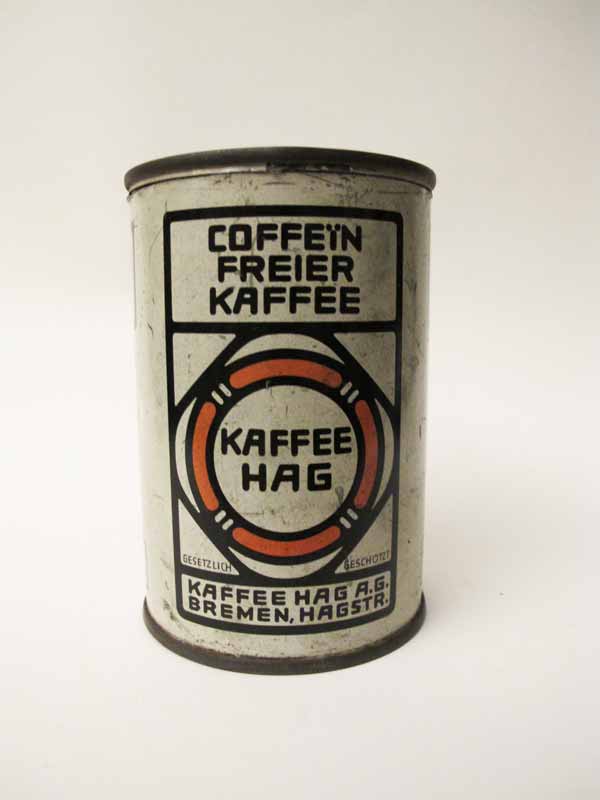 COFFEÏN
FREIER
KAFFEE
KAFFEE
HAG
GESETZLICH GESCHÜTZT
KAFFEE HAG A.G.
BREMEN, HAGSTR.